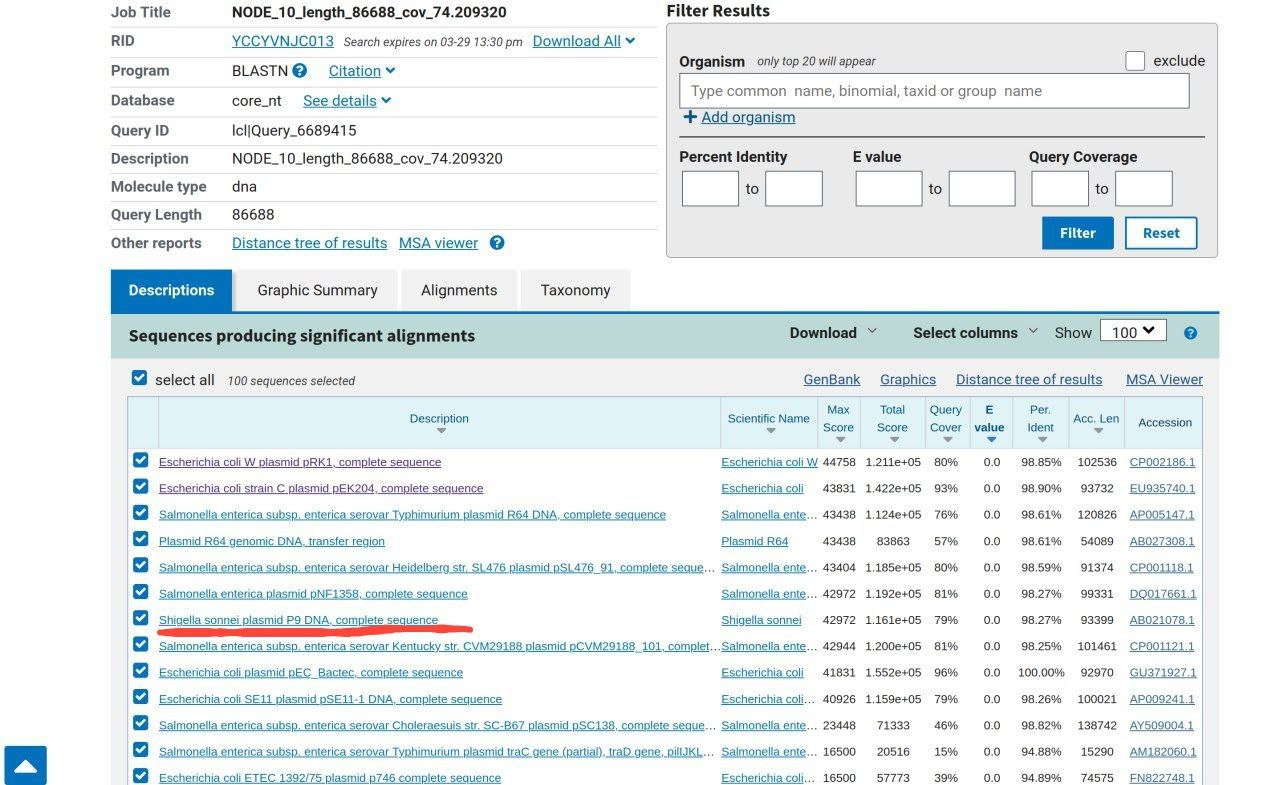 Job Title NODE_10_length_86688_cov_74.209320
RID YCCYVNJC013 Search expires on 03-29 13:30 pm Download All
Program BLASTN ? Citation
Database core_nt See details
Query ID lcl|Query_6689415
Description NODE_10_length_86688_cov_74.209320
Molecule type dna
Query Length 86688
Other reports Distance tree of results MSA viewer ?
Filter Results
Organism only top 20 will appear exclude
Type common name, binomial, taxid or group name
+ Add organism
Percent Identity E value Query Coverage
to to to
Filter Reset
Descriptions Graphic Summary Alignments Taxonomy
Sequences producing significant alignments Download Select columns Show 100 ?
select all 100 sequences selected GenBank Graphics Distance tree of results MSA Viewer
Description Scientific Name Max Score Total Score Query Cover E value Per. Ident Acc. Len Accession
Escherichia coli W plasmid pRK1, complete sequence Escherichia coli W 44758 1.211e+05 80% 0.0 98.85% 102536 CP002186.1
Escherichia coli strain C plasmid pEK204, complete sequence Escherichia coli 43831 1.422e+05 93% 0.0 98.90% 93732 EU935740.1
Salmonella enterica subsp. enterica serovar Typhimurium plasmid R64 DNA, complete sequence Salmonella ente... 43438 1.124e+05 76% 0.0 98.61% 120826 AP005147.1
Plasmid R64 genomic DNA, transfer region Plasmid R64 43438 83863 57% 0.0 98.61% 54089 AB027308.1
Salmonella enterica subsp. enterica serovar Heidelberg str. SL476 plasmid pSL476_91, complete seque... Salmonella ente... 43404 1.185e+05 80% 0.0 98.59% 91374 CP001118.1
Salmonella enterica plasmid pNF1358, complete sequence Salmonella ente... 42972 1.192e+05 81% 0.0 98.27% 99331 DQ017661.1
Shigella sonnei plasmid P9 DNA, complete sequence Shigella sonnei 42972 1.161e+05 79% 0.0 98.27% 93399 AB021078.1
Salmonella enterica subsp. enterica serovar Kentucky str. CVM29188 plasmid pCVM29188_101, complet... Salmonella ente... 42944 1.200e+05 81% 0.0 98.25% 101461 CP001121.1
Escherichia coli plasmid pEC_Bactec, complete sequence Escherichia coli 41831 1.552e+05 96% 0.0 100.00% 92970 GU371927.1
Escherichia coli SE11 plasmid pSE11-1 DNA, complete sequence Escherichia coli... 40926 1.159e+05 79% 0.0 98.26% 100021 AP009241.1
Salmonella enterica subsp. enterica serovar Choleraesuis str. SC-B67 plasmid pSC138, complete seque... Salmonella ente... 23448 71333 46% 0.0 98.82% 138742 AY509004.1
Salmonella enterica subsp. enterica serovar Typhimurium plasmid traC gene (partial), traD gene, pilIJKL... Salmonella ente... 16500 20516 15% 0.0 94.88% 15290 AM182060.1
Escherichia coli ETEC 1392/75 plasmid p746 complete sequence Escherichia coli... 16500 57773 39% 0.0 94.89% 74575 FN822748.1